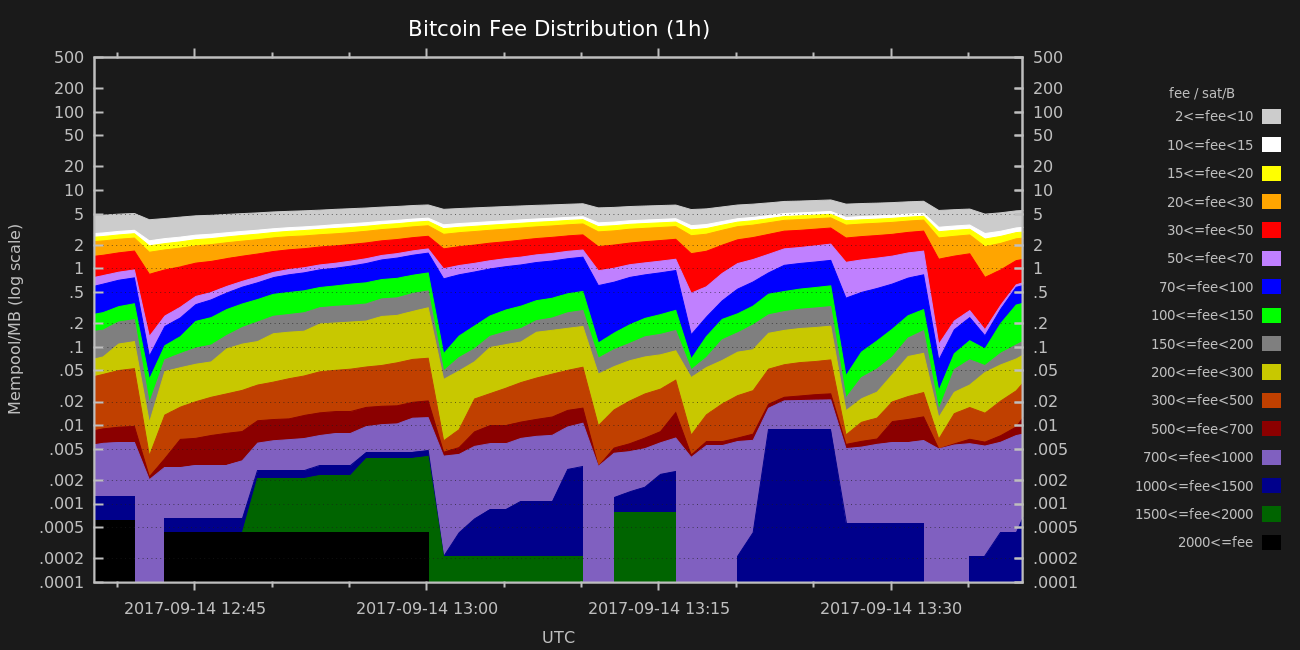 Bitcoin Fee Distribution (1h)
Mempool/MB (log scale)
500
200
100
50
20
10
5
2
1
.5
.2
.1
.05
.02
.01
.005
.002
.001
.0005
.0002
.0001
500
200
100
50
20
10
5
2
1
.5
.2
.1
.05
.02
.01
.005
.002
.001
.0005
.0002
.0001
2017-09-14 12:45
2017-09-14 13:00
2017-09-14 13:15
2017-09-14 13:30
UTC
fee / sat/B
2<=fee<10
10<=fee<15
15<=fee<20
20<=fee<30
30<=fee<50
50<=fee<70
70<=fee<100
100<=fee<150
150<=fee<200
200<=fee<300
300<=fee<500
500<=fee<700
700<=fee<1000
1000<=fee<1500
1500<=fee<2000
2000<=fee